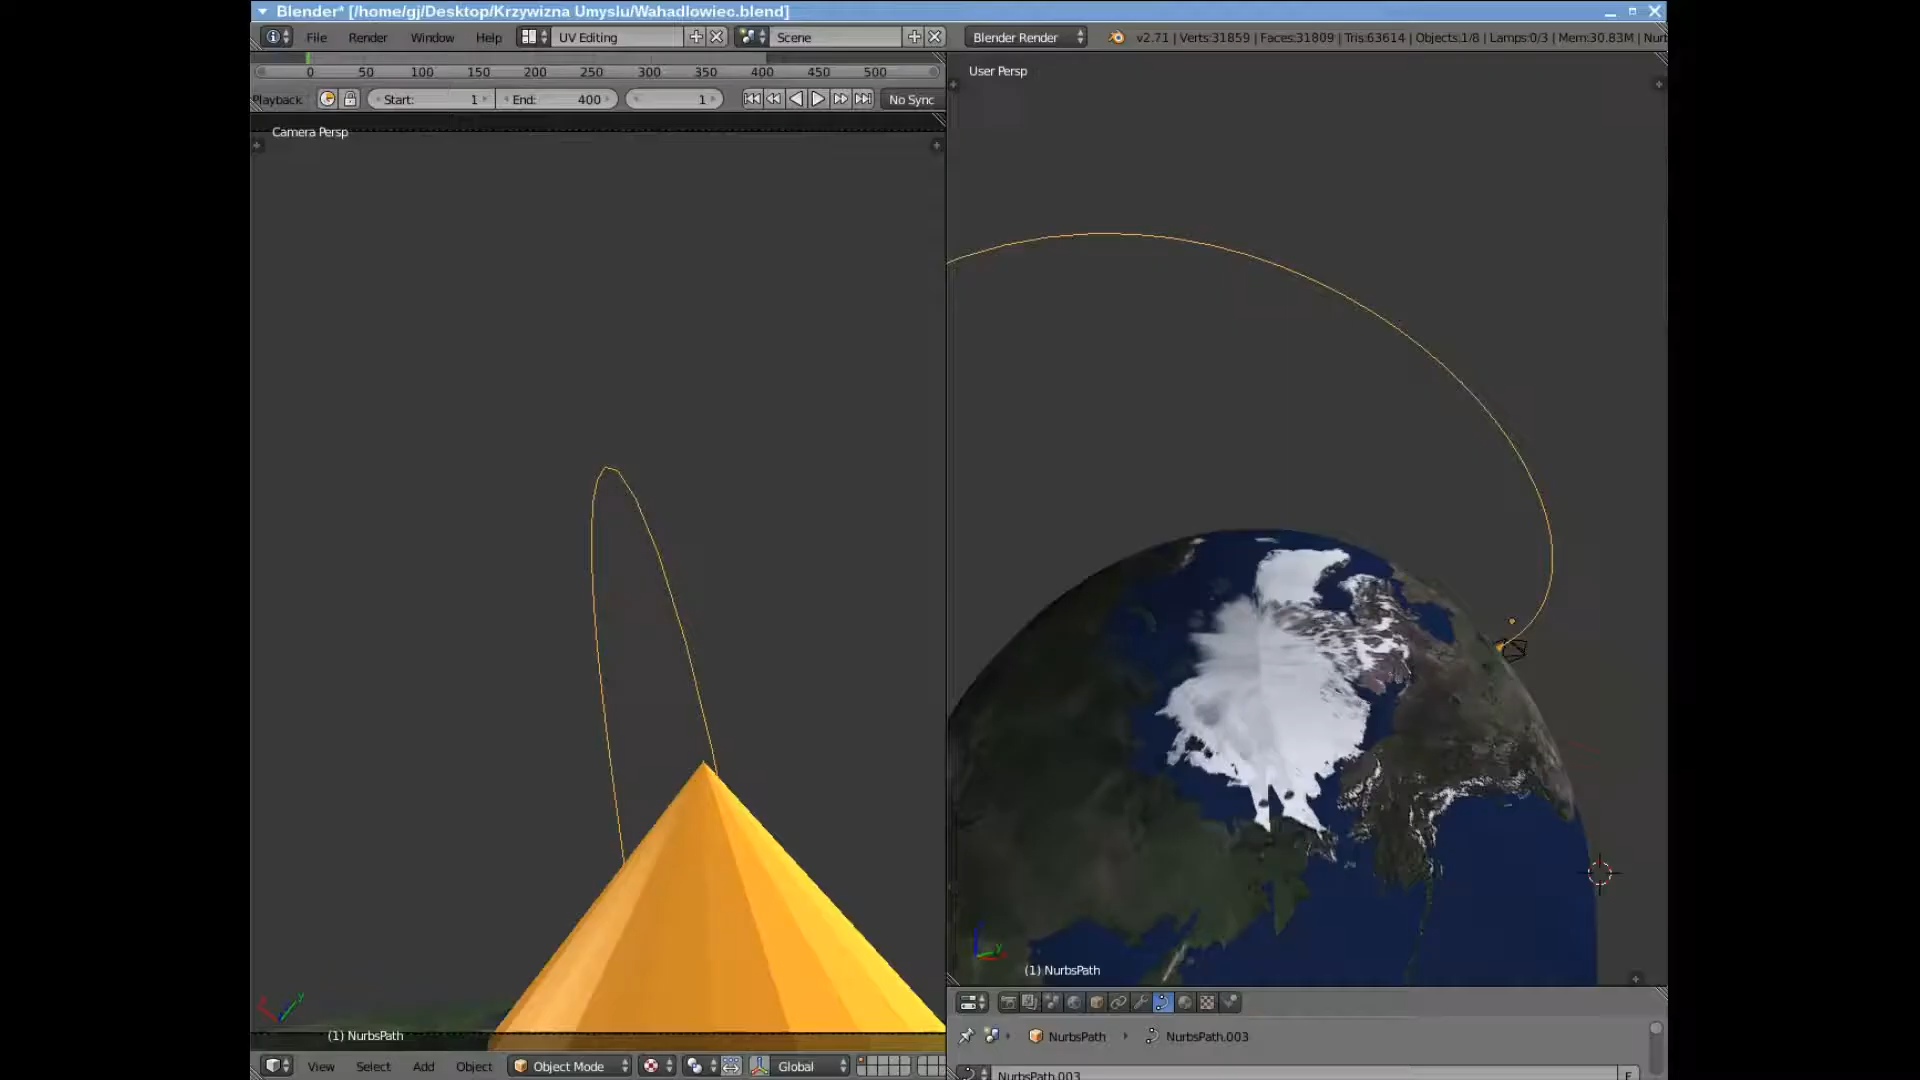 Blender* [/home/gj/Desktop/Krzywizna Umyslu/Wahadlowiec.blend]
File Render Window Help UV Editing Scene Blender Render v2.71 | Verts:31859 | Faces:31809 | Tris:63614 | Objects:1/8 | Lamps:0/3 | Mem:30.83M | Nur
0 50 100 150 200 250 300 350 400 450 500
Playback Start: 1 End: 400 1 No Sync
Camera Persp
User Persp
(1) NurbsPath
(1) NurbsPath
View Select Add Object Object Mode Global
NurbsPath NurbsPath.003
NurbsPath.003 F